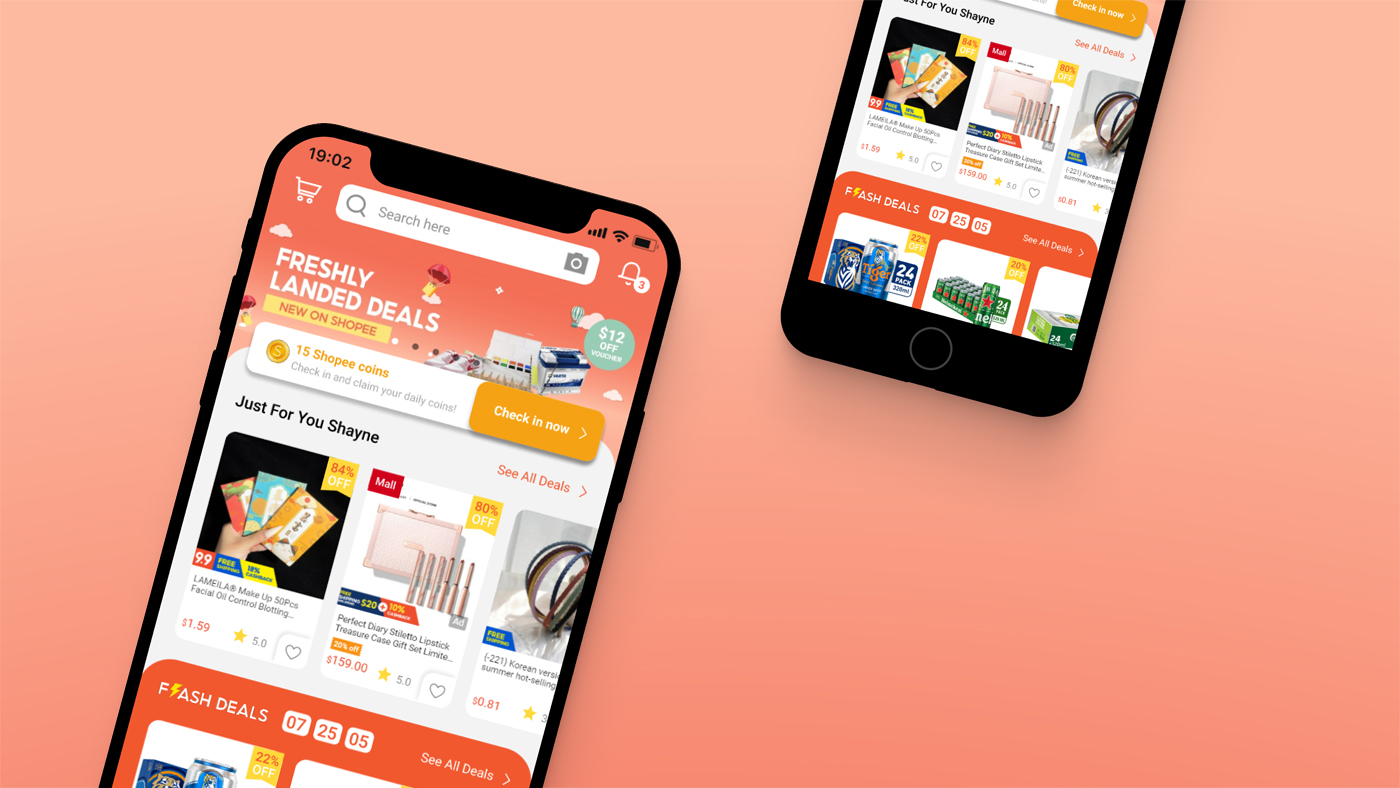 19:02
Search here
3
FRESHLY
LANDED DEALS
NEW ON SHOPEE
$12
OFF
VOUCHER
15 Shopee coins
Check in and claim your daily coins!
Check in now
Just For You Shayne
See All Deals
84%
OFF
9.9
FREE
SHIPPING
18%
CASHBACK
LAMEILA® Make Up 50Pcs
Facial Oil Control Blotting...
$1.59
5.0
Mall
80%
OFF
FREE
SHIPPING
$20
10%
CASHBACK
Ad
Perfect Diary Stiletto Lipstick
Treasure Case Gift Set Limite...
20% off
$159.00
5.0
FREE
SHIPPING
(-221) Korean versi
summer hot-selling
$0.81
3
F ASH DEALS
07 25 05
See All Deals
22%
OFF
Check in now
Just For You Shayne
See All Deals
84%
OFF
9.9
FREE
SHIPPING
18%
CASHBACK
LAMEILA® Make Up 50Pcs
Facial Oil Control Blotting...
$1.59
5.0
Mall
80%
OFF
FREE
SHIPPING
$20
10%
CASHBACK
Ad
Perfect Diary Stiletto Lipstick
Treasure Case Gift Set Limite...
20% off
$159.00
5.0
FREE
SHIPPING
(-221) Korean versi
summer hot-selling
$0.81
F ASH DEALS
07 25 05
See All Deals
22%
OFF
Tiger
24
PACK
320ml
20%
OFF
24
PACK
24